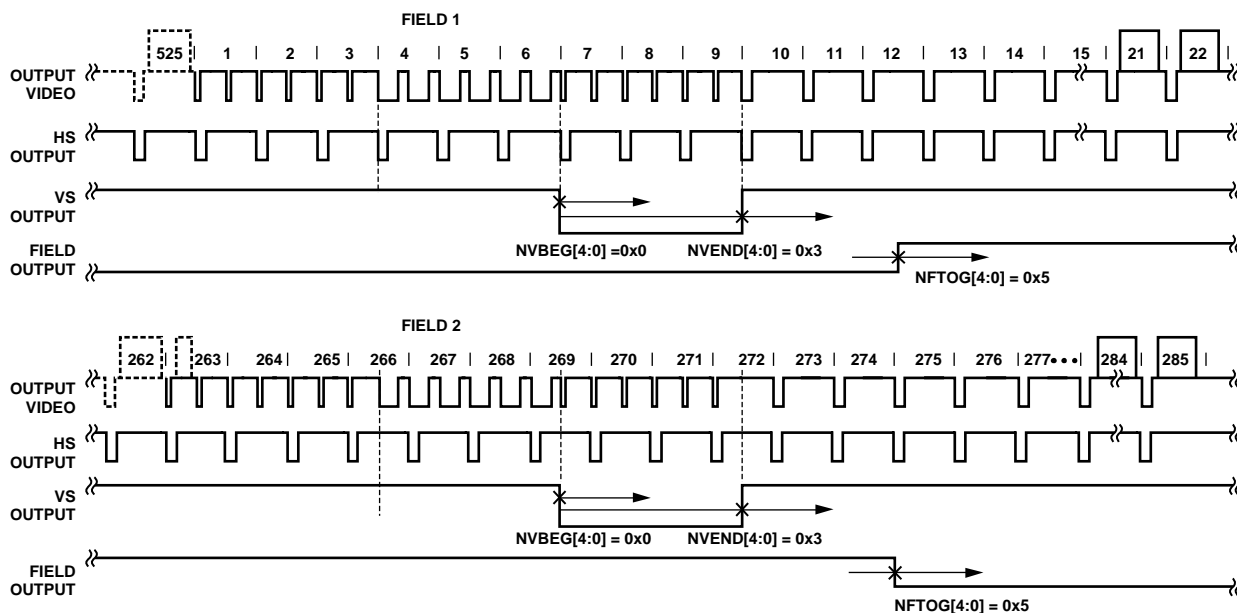 FIELD 1
525 1 2 3 4 5 6 7 8 9 10 11 12 13 14 15 21 22
OUTPUT
VIDEO
HS
OUTPUT
VS
OUTPUT
NVBEG[4:0] =0x0 NVEND[4:0] = 0x3
FIELD
OUTPUT
NFTOG[4:0] = 0x5
FIELD 2
262 263 264 265 266 267 268 269 270 271 272 273 274 275 276 277 284 285
OUTPUT
VIDEO
HS
OUTPUT
VS
OUTPUT
NVBEG[4:0] = 0x0 NVEND[4:0] = 0x3
FIELD
OUTPUT
NFTOG[4:0] = 0x5